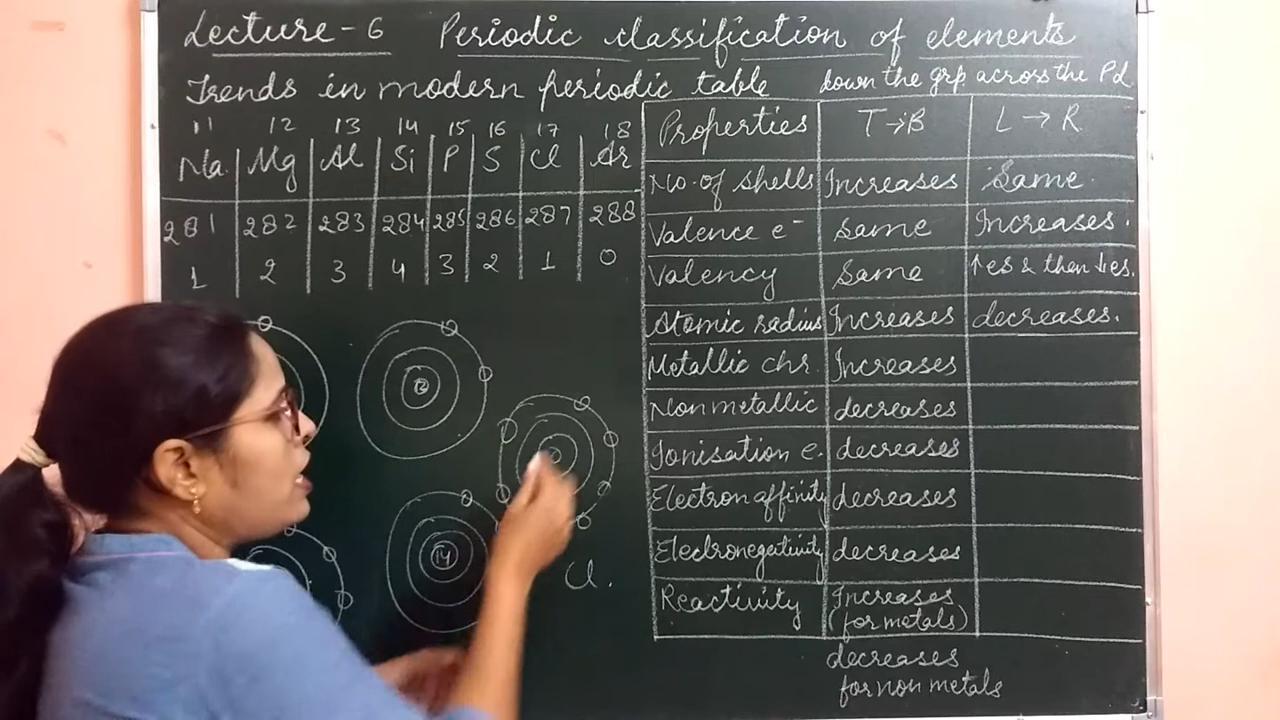 Lecture-6 Periodic classification of elements
Trends in modern periodic table
down the grp across the Pd
11 12 13 14 15 16 17 18
Na Mg Al Si P S Cl Ar
281 282 283 284 285 286 287 288
1 2 3 4 3 2 1 0
14
Cl.
Properties T→B L→R
No. of shells Increases Same.
Valence e⁻ Same Increases.
Valency Same ↑es & then ↓es.
Atomic radius Increases decreases.
Metallic chr. Increases
Non metallic decreases
Ionisation e. decreases
Electron affinity decreases
Electronegativity decreases
Reactivity Increases
(for metals)
decreases
for non metals